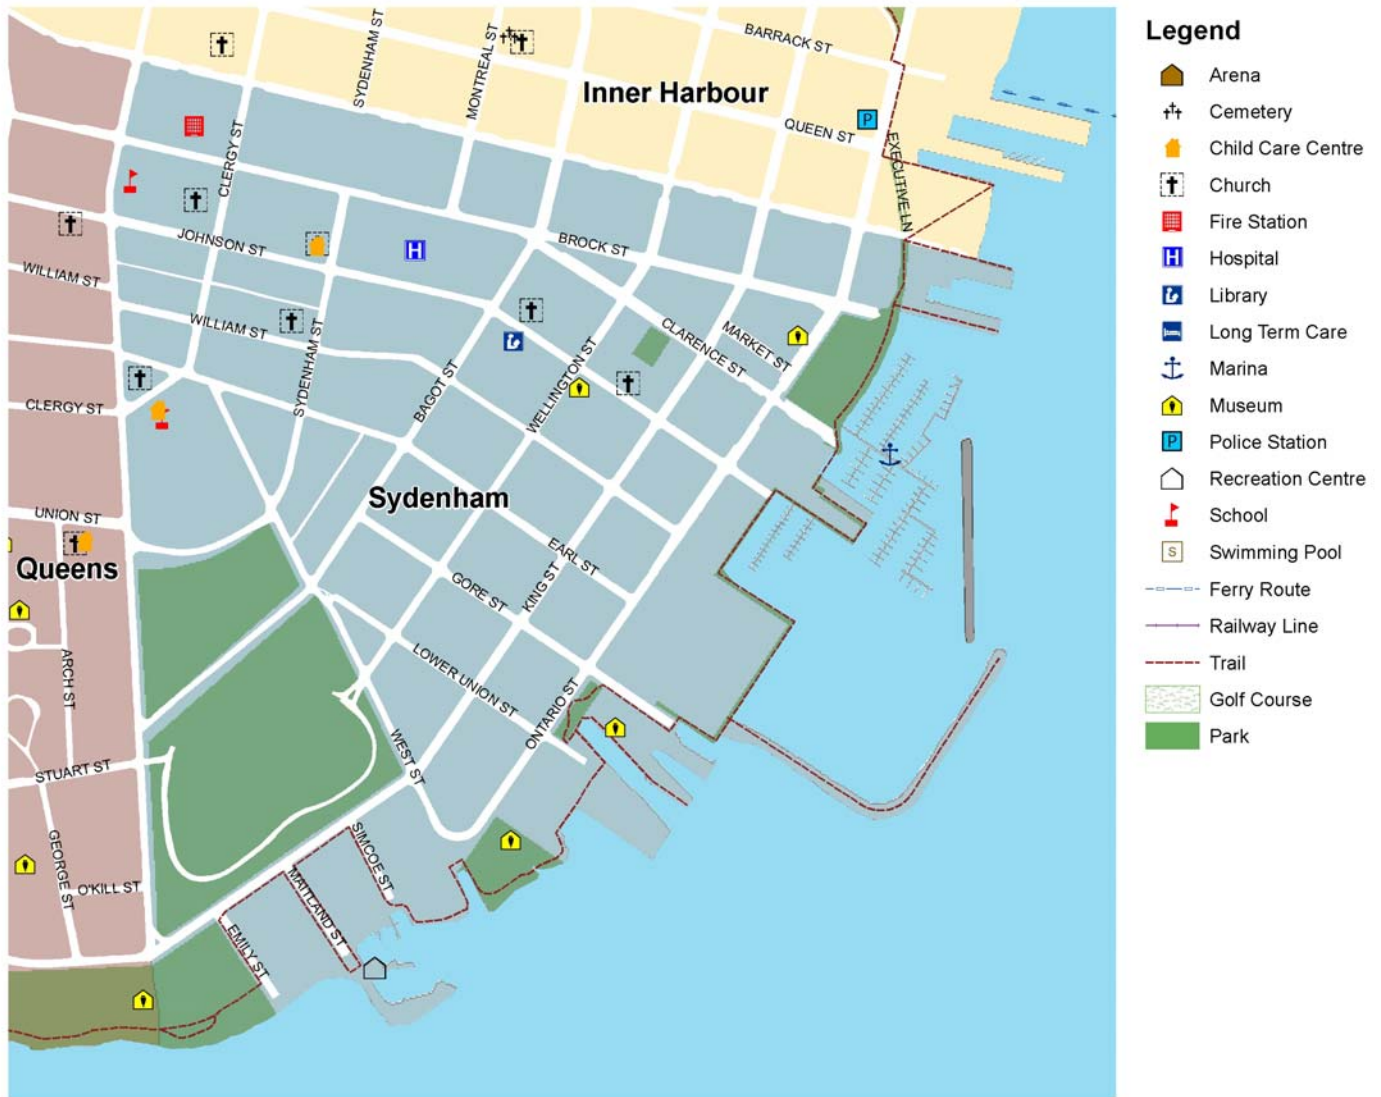 SYDENHAM ST
MONTREAL ST
BARRACK ST
Inner Harbour
P
QUEEN ST
EXECUTIVE LN
CLERGY ST
JOHNSON ST
H
BROCK ST
WILLIAM ST
WILLIAM ST
SYDENHAM ST
CLARENCE ST
MARKET ST
BAGOT ST
WELLINGTON ST
CLERGY ST
Sydenham
UNION ST
Queens
EARL ST
GORE ST
KING ST
ARCH ST
LOWER UNION ST
ONTARIO ST
WEST ST
STUART ST
GEORGE ST
O'KILL ST
SIMCOE ST
MAITLAND ST
EMILY ST
Legend
Arena
Cemetery
Child Care Centre
Church
Fire Station
H Hospital
Library
Long Term Care
Marina
Museum
P Police Station
Recreation Centre
School
S Swimming Pool
Ferry Route
Railway Line
Trail
Golf Course
Park